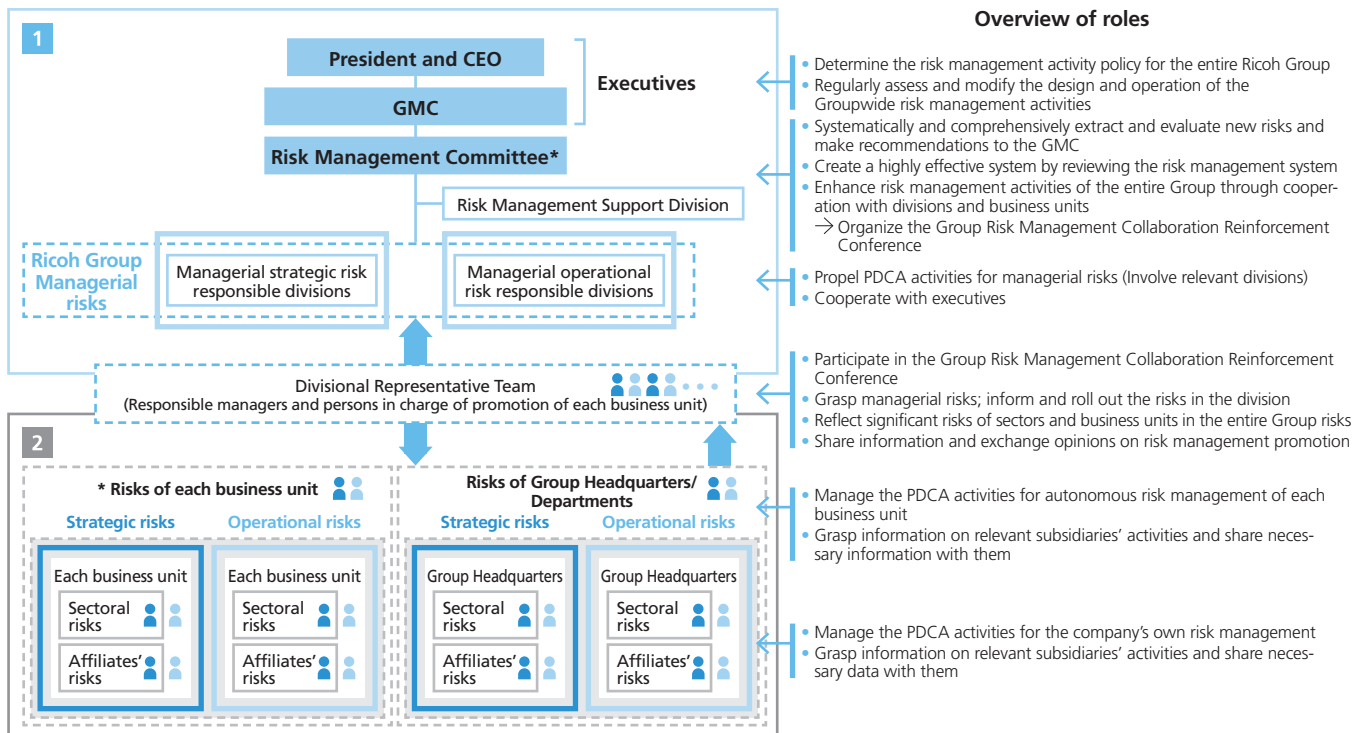 1
President and CEO
GMC
Executives
Risk Management Committee*
Risk Management Support Division
Ricoh Group
Managerial
risks
Managerial strategic risk
responsible divisions
Managerial operational
risk responsible divisions
Divisional Representative Team
(Responsible managers and persons in charge of promotion of each business unit)
2
* Risks of each business unit
Strategic risks
Operational risks
Each business unit
Sectoral
risks
Affiliates'
risks
Each business unit
Sectoral
risks
Affiliates'
risks
Risks of Group Headquarters/
Departments
Strategic risks
Operational risks
Group Headquarters
Sectoral
risks
Affiliates'
risks
Group Headquarters
Sectoral
risks
Affiliates'
risks
Overview of roles
• Determine the risk management activity policy for the entire Ricoh Group
• Regularly assess and modify the design and operation of the
Groupwide risk management activities
• Systematically and comprehensively extract and evaluate new risks and
make recommendations to the GMC
• Create a highly effective system by reviewing the risk management system
• Enhance risk management activities of the entire Group through cooper-
ation with divisions and business units
→ Organize the Group Risk Management Collaboration Reinforcement
Conference
• Propel PDCA activities for managerial risks (Involve relevant divisions)
• Cooperate with executives
• Participate in the Group Risk Management Collaboration Reinforcement
Conference
• Grasp managerial risks; inform and roll out the risks in the division
• Reflect significant risks of sectors and business units in the entire Group risks
• Share information and exchange opinions on risk management promotion
• Manage the PDCA activities for autonomous risk management of each
business unit
• Grasp information on relevant subsidiaries' activities and share neces-
sary information with them
• Manage the PDCA activities for the company's own risk management
• Grasp information on relevant subsidiaries' activities and share neces-
sary data with them